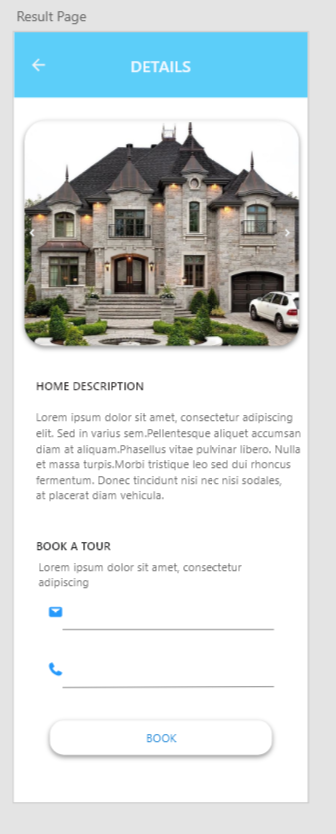 Result Page
DETAILS
HOME DESCRIPTION
Lorem ipsum dolor sit amet, consectetur adipiscing
elit. Sed in varius sem.Pellentesque aliquet accumsan
diam at aliquam.Phasellus vitae pulvinar libero. Nulla
et massa turpis.Morbi tristique leo sed dui rhoncus
fermentum. Donec tincidunt nisi nec nisi sodales,
at placerat diam vehicula.
BOOK A TOUR
Lorem ipsum dolor sit amet, consectetur
adipiscing
BOOK